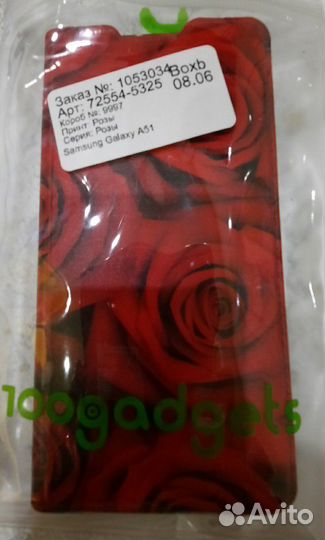 Заказ №: 1053034 Boxb
Арт: 72554-5325 08.06
Короб №: 9997
Принт: Розы
Серия: Розы
Samsung Galaxy A51
100gadgets
Avito